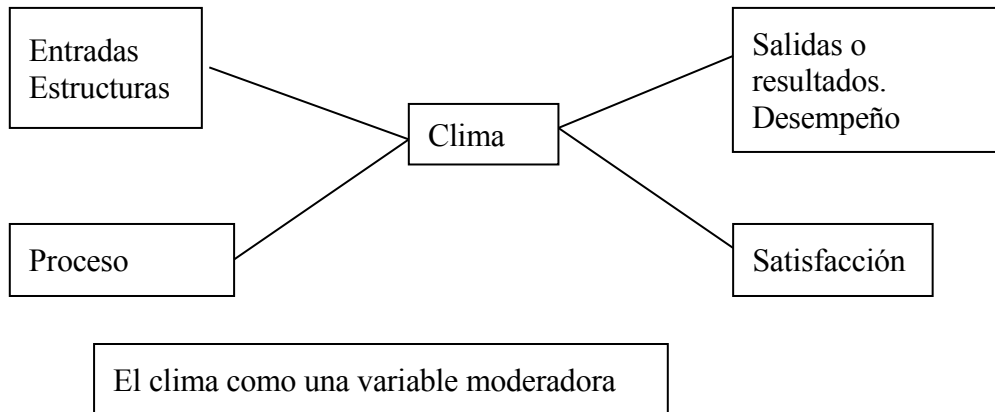 Entradas
Estructuras
Salidas o
resultados.
Desempeño
Clima
Proceso
Satisfacción
El clima como una variable moderadora